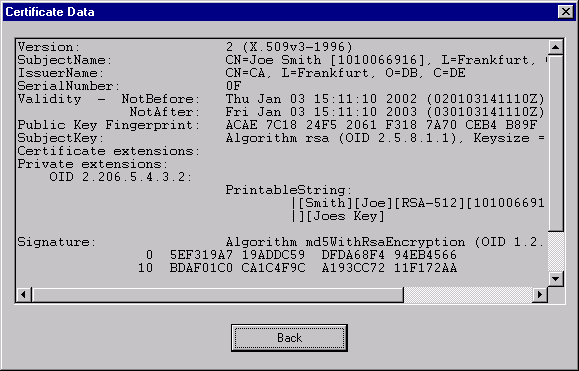 Certificate Data
Version: 2 (X.509v3-1996)
SubjectName: CN=Joe Smith [1010066916], L=Frankfurt,
IssuerName: CN=CA, L=Frankfurt, O=DB, C=DE
SerialNumber: 0F
Validity - NotBefore: Thu Jan 03 15:11:10 2002 (020103141110Z)
NotAfter: Fri Jan 03 15:11:10 2003 (030103141110Z)
Public Key Fingerprint: ACAE 7C18 24F5 2061 F318 7A70 CEB4 B89F
SubjectKey: Algorithm rsa (OID 2.5.8.1.1), Keysize =
Certificate extensions:
Private extensions:
OID 2.206.5.4.3.2:
PrintableString:
|[Smith][Joe][RSA-512][101006691
|][Joes Key]
Signature: Algorithm md5WithRsaEncryption (OID 1.2.
0 5EF319A7 19ADDC59 DFDA68F4 94EB4566
10 BDAF01C0 CA1C4F9C A193CC72 11F172AA
Back